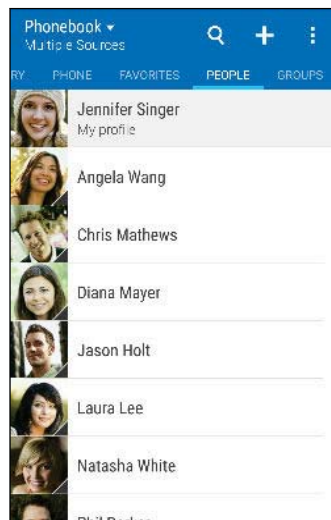 Phonebook
Multiple Sources
RY PHONE FAVORITES PEOPLE GROUPS
Jennifer Singer
My profile
Angela Wang
Chris Mathews
Diana Mayer
Jason Holt
Laura Lee
Natasha White